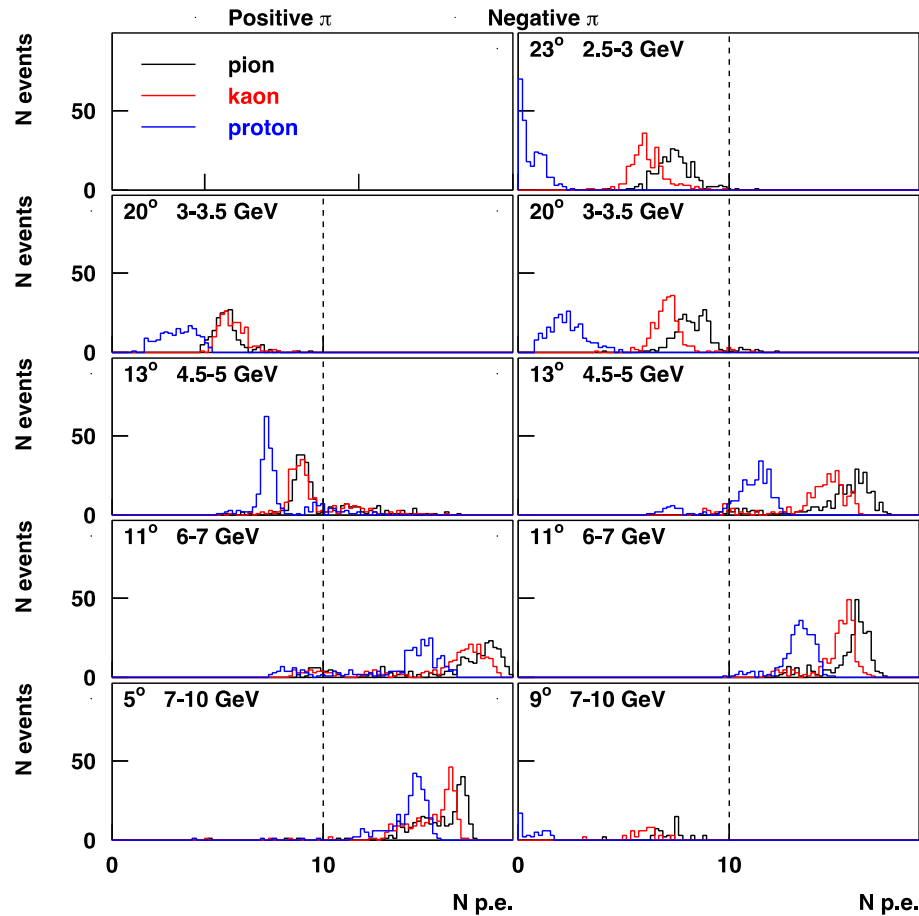 Positive π Negative π
N events 50 0 pion 23° 2.5-3 GeV
kaon
proton
N events 50 0 20° 3-3.5 GeV 20° 3-3.5 GeV
N events 50 0 13° 4.5-5 GeV 13° 4.5-5 GeV
N events 50 0 11° 6-7 GeV 11° 6-7 GeV
N events 50 0 5° 7-10 GeV 9° 7-10 GeV
0 10 0 10
N p.e. N p.e.